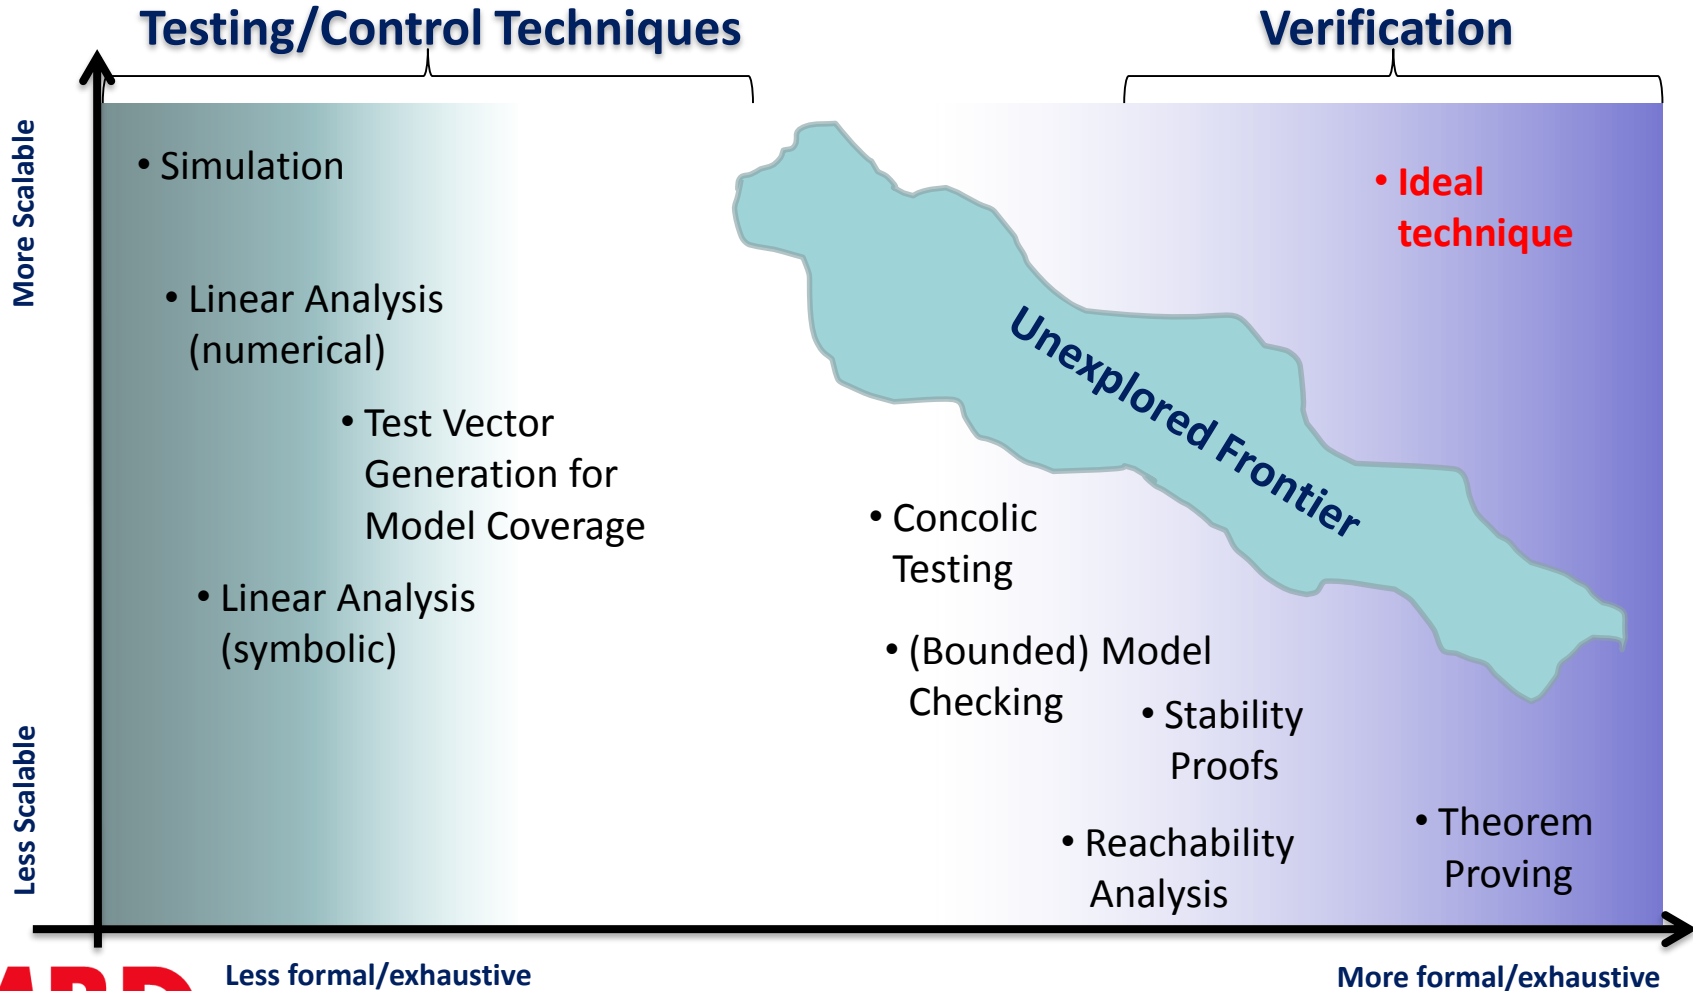 Testing/Control Techniques
Verification
More Scalable
Less Scalable
• Simulation
• Linear Analysis
(numerical)
• Test Vector
Generation for
Model Coverage
• Linear Analysis
(symbolic)
• Ideal
technique
Unexplored Frontier
• Concolic
Testing
• (Bounded) Model
Checking
• Stability
Proofs
• Reachability
Analysis
• Theorem
Proving
Less formal/exhaustive
More formal/exhaustive